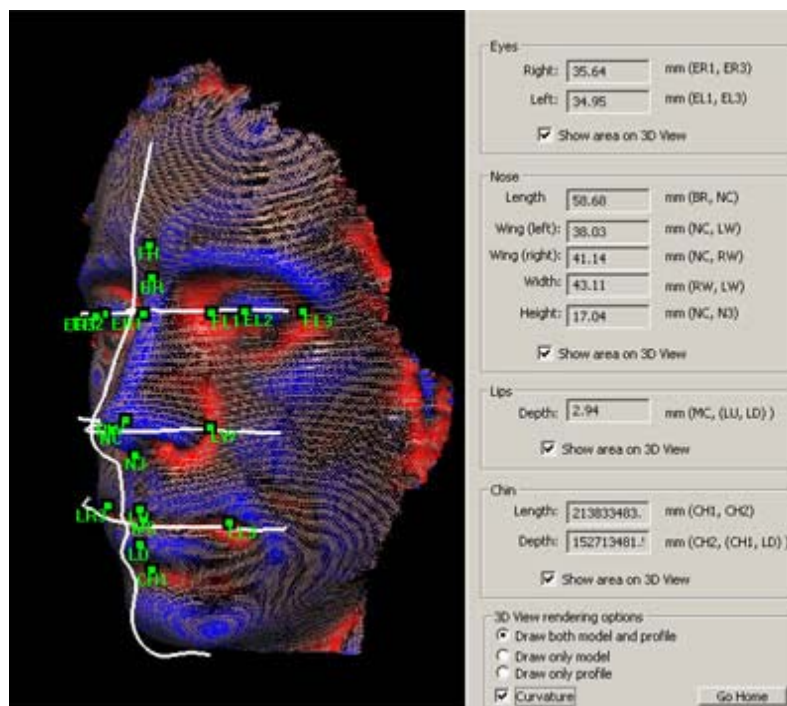 Eyes
Right: 35.64 mm (ER1, ER3)
Left: 34.95 mm (EL1, EL3)
Show area on 3D View
Nose
Length 58.68 mm (BR, NC)
Wing (left): 38.03 mm (NC, LW)
Wing (right): 41.14 mm (NC, RW)
Width: 43.11 mm (RW, LW)
Height: 17.04 mm (NC, N3)
Show area on 3D View
Lips
Depth: 2.94 mm (MC, (LU, LD) )
Show area on 3D View
Chin
Length: 213833483. mm (CH1, CH2)
Depth: 152713481. mm (CH2, (CH1, LD) )
Show area on 3D View
3D View rendering options
Draw both model and profile
Draw only model
Draw only profile
Curvature
Go Home
FH
BR
EL1 EL2 EL3
NC
LW
LD
CH1